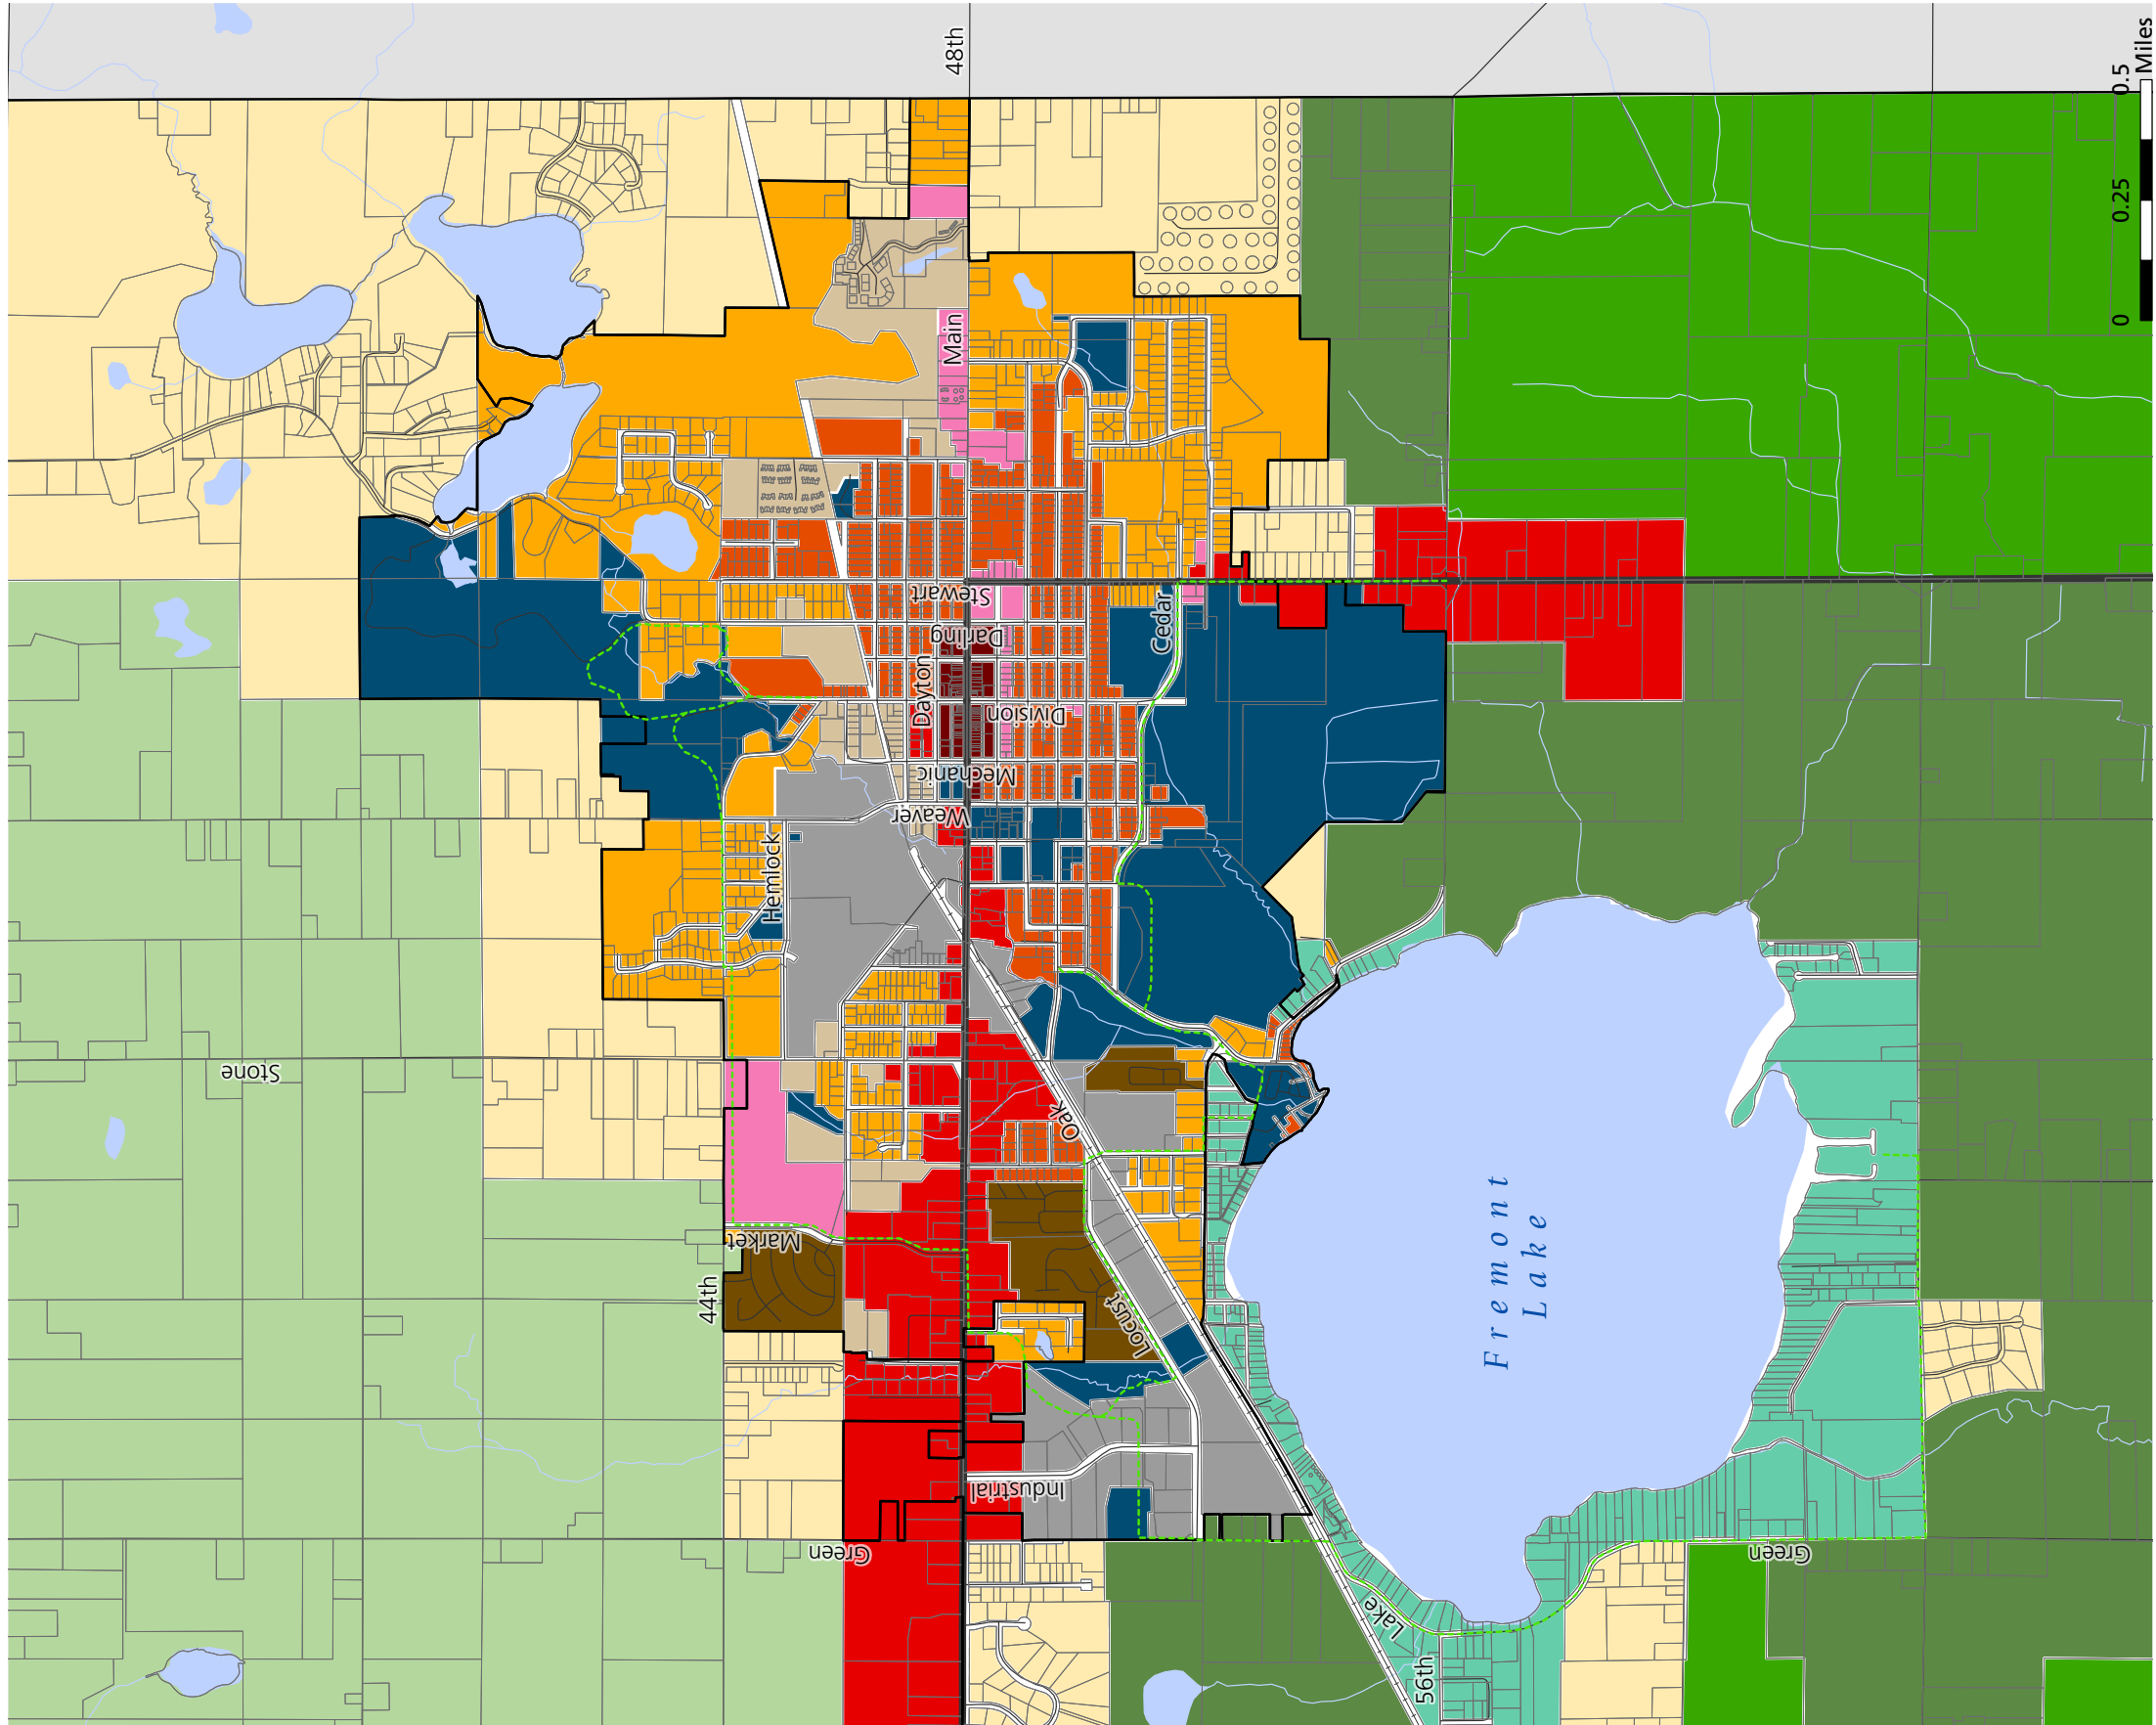 48th
0.5
Miles
0.25
0
Main
Stewart
Darling
Cedar
Dayton
Division
Mechanic
Weaver
Hemlock
Stone
Oak
Market
44th
Locust
Fremont
Lake
Industrial
Green
Green
Lake
56th